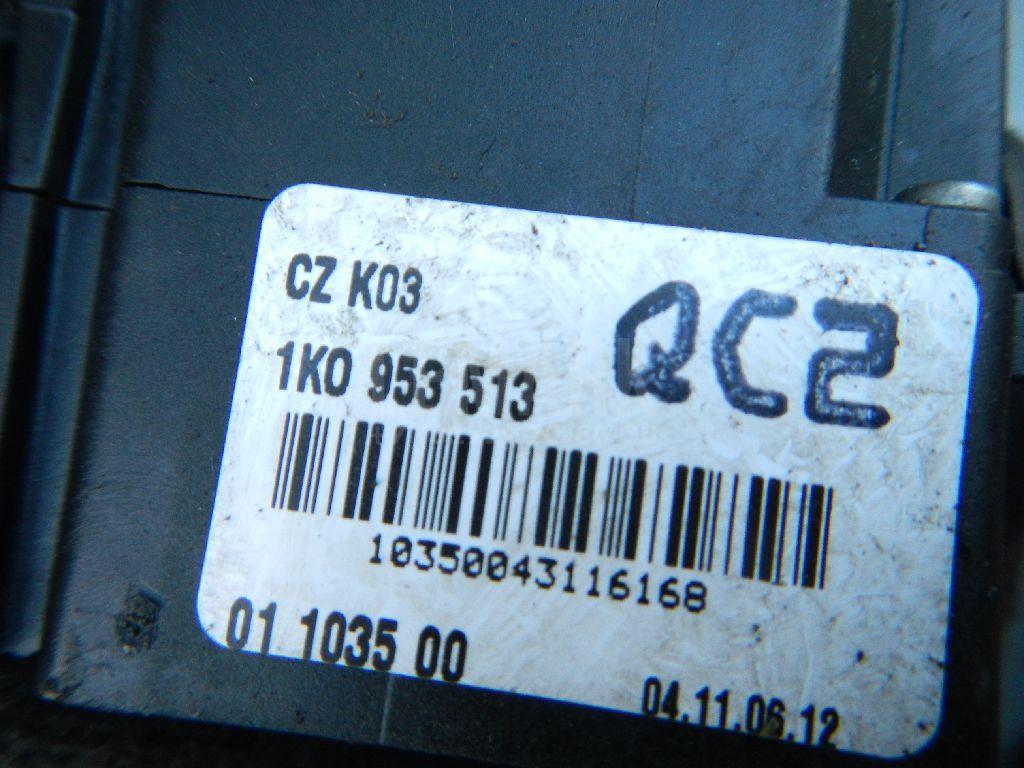 CZ K03
QC2
1K0 953 513
10350043116168
01 1035 00
04.11.06.12